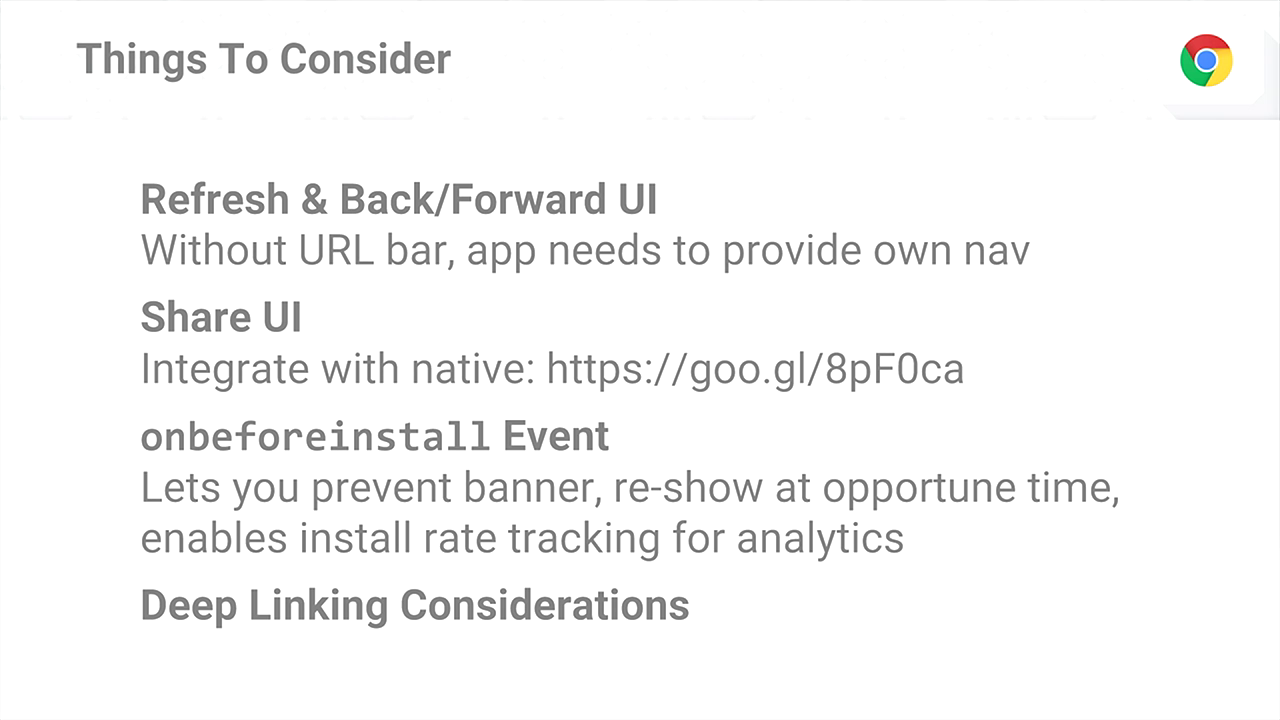 Things To Consider
Refresh & Back/Forward UI
Without URL bar, app needs to provide own nav
Share UI
Integrate with native: https://goo.gl/8pF0ca
onbeforeinstall Event
Lets you prevent banner, re-show at opportune time,
enables install rate tracking for analytics
Deep Linking Considerations